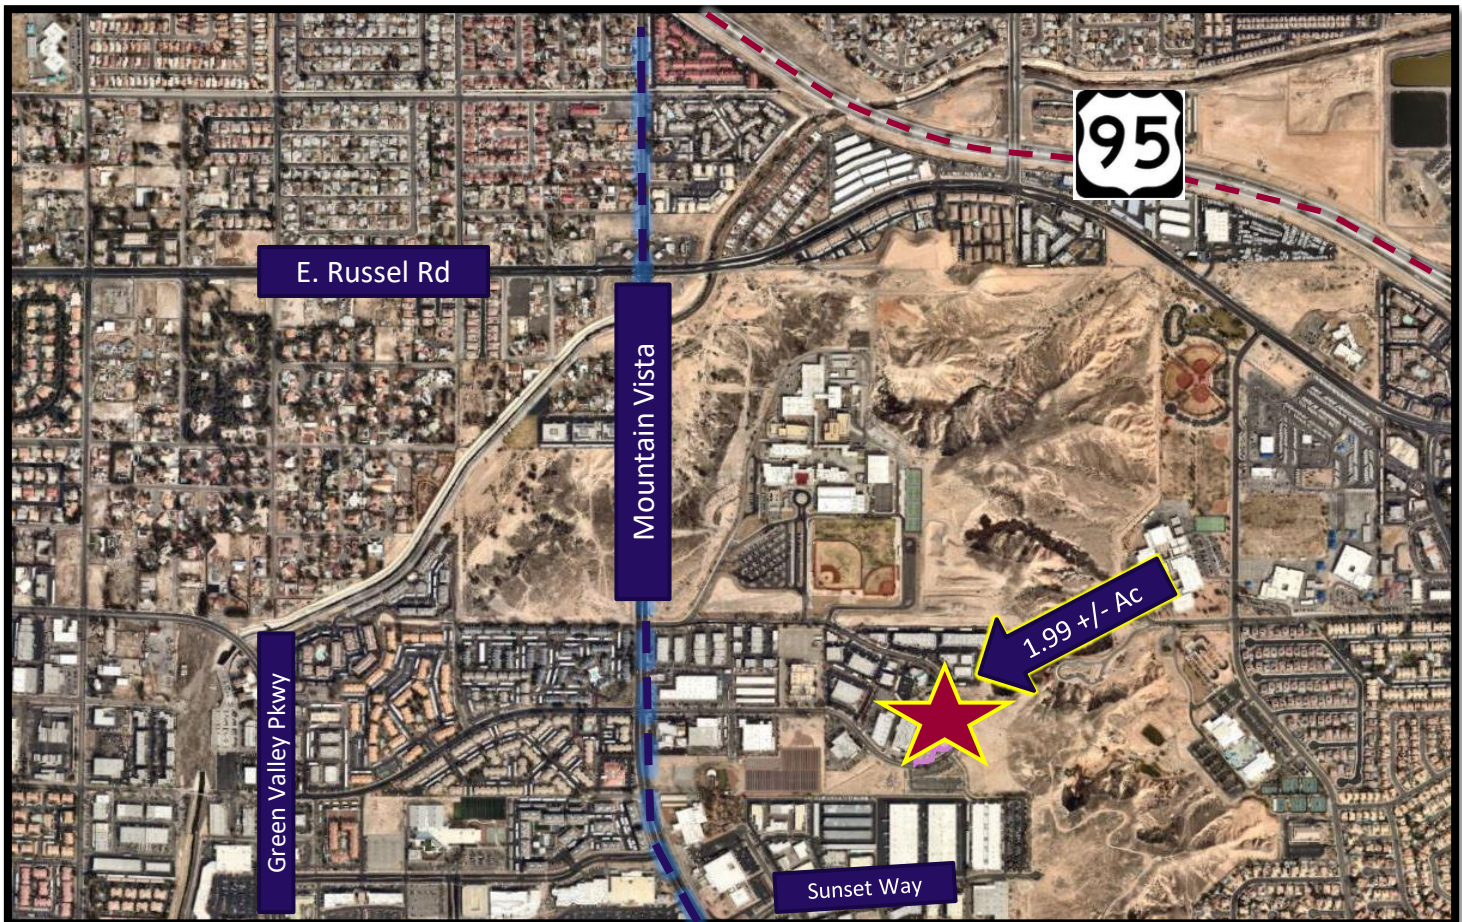 95
E. Russel Rd
Mountain Vista
1.99 +/- Ac
Green Valley Pkwy
Sunset Way